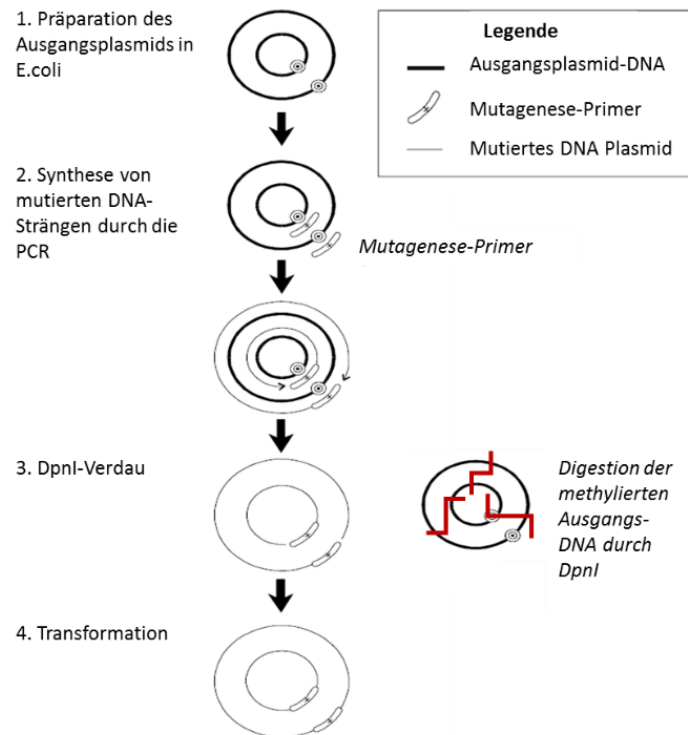 1. Präparation des
Ausgangsplasmids in
E.coli
Legende
Ausgangsplasmid-DNA
Mutagenese-Primer
Mutiertes DNA Plasmid
2. Synthese von
mutierten DNA-
Strängen durch die
PCR
Mutagenese-Primer
3. DpnI-Verdau
Digestion der
methylierten
Ausgangs-
DNA durch
DpnI
4. Transformation